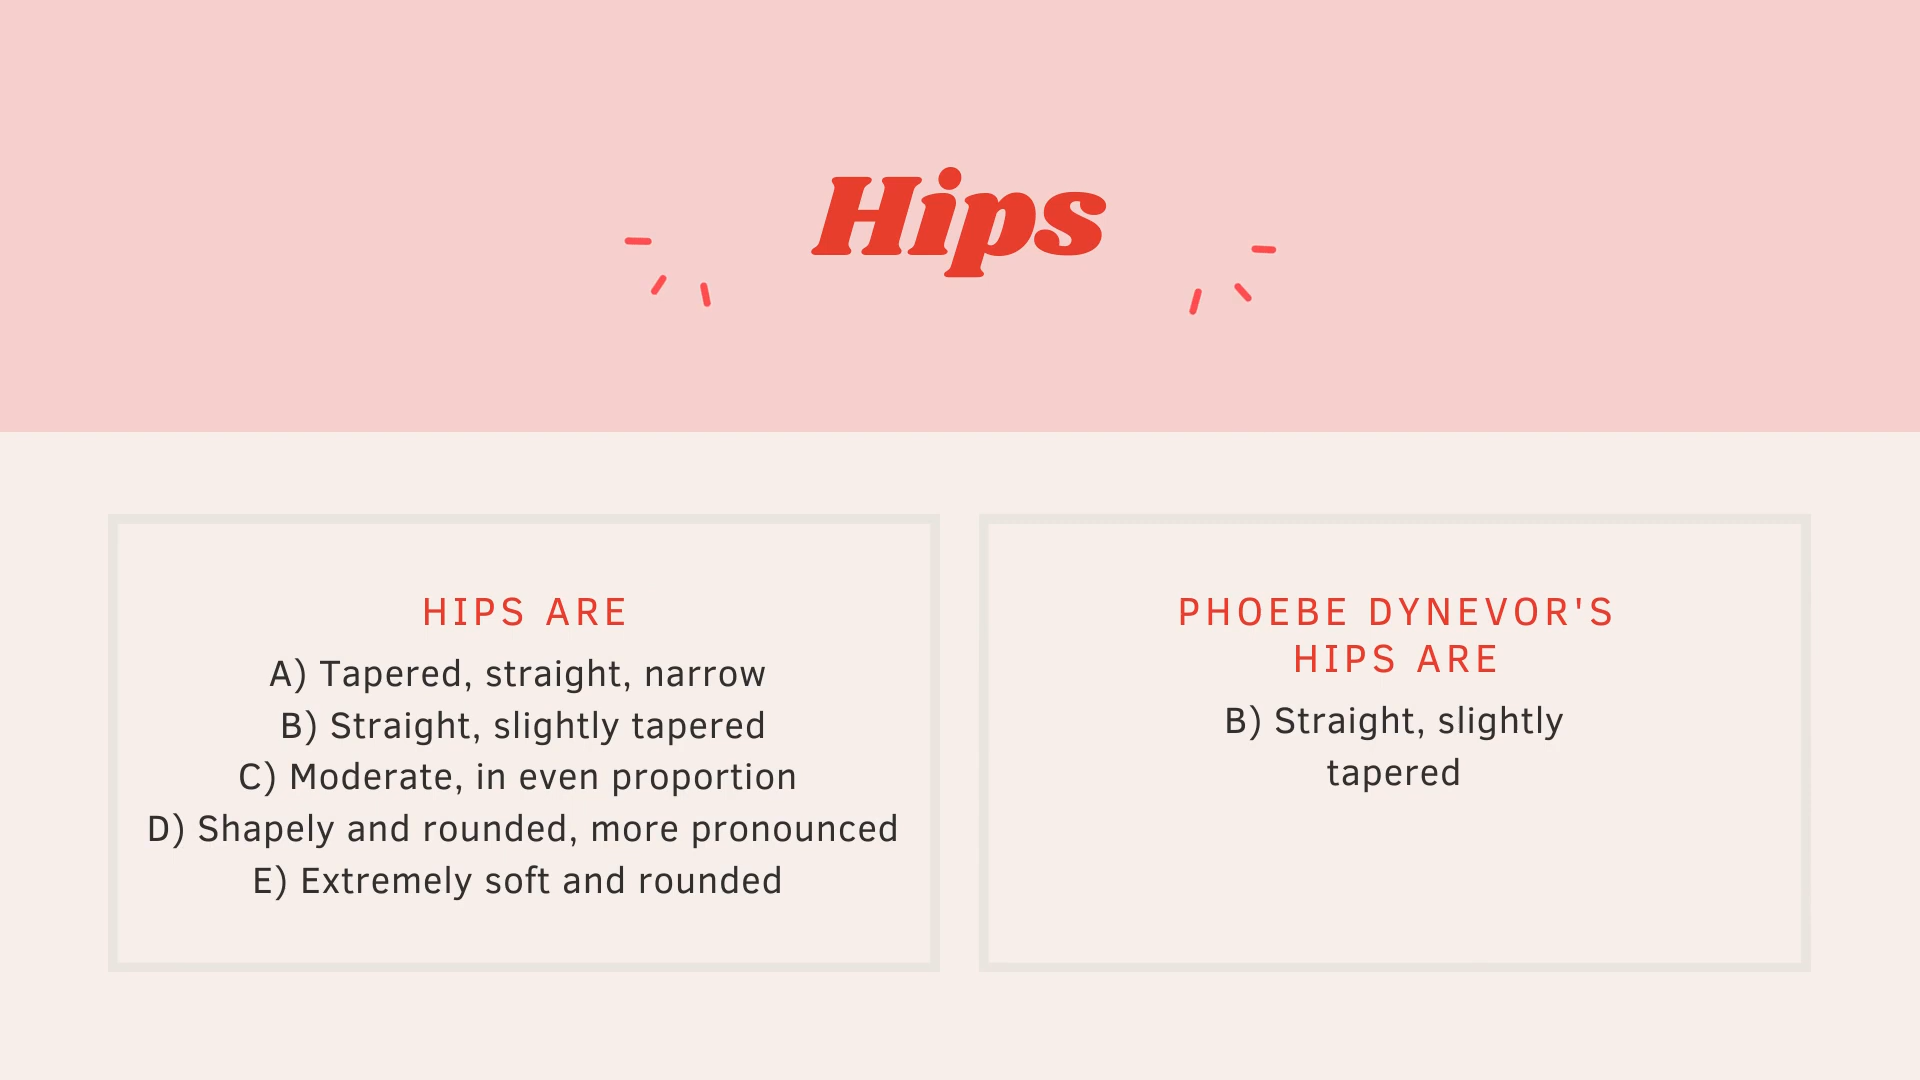 Hips
HIPS ARE
A) Tapered, straight, narrow
B) Straight, slightly tapered
C) Moderate, in even proportion
D) Shapely and rounded, more pronounced
E) Extremely soft and rounded
PHOEBE DYNEVOR'S
HIPS ARE
B) Straight, slightly
tapered